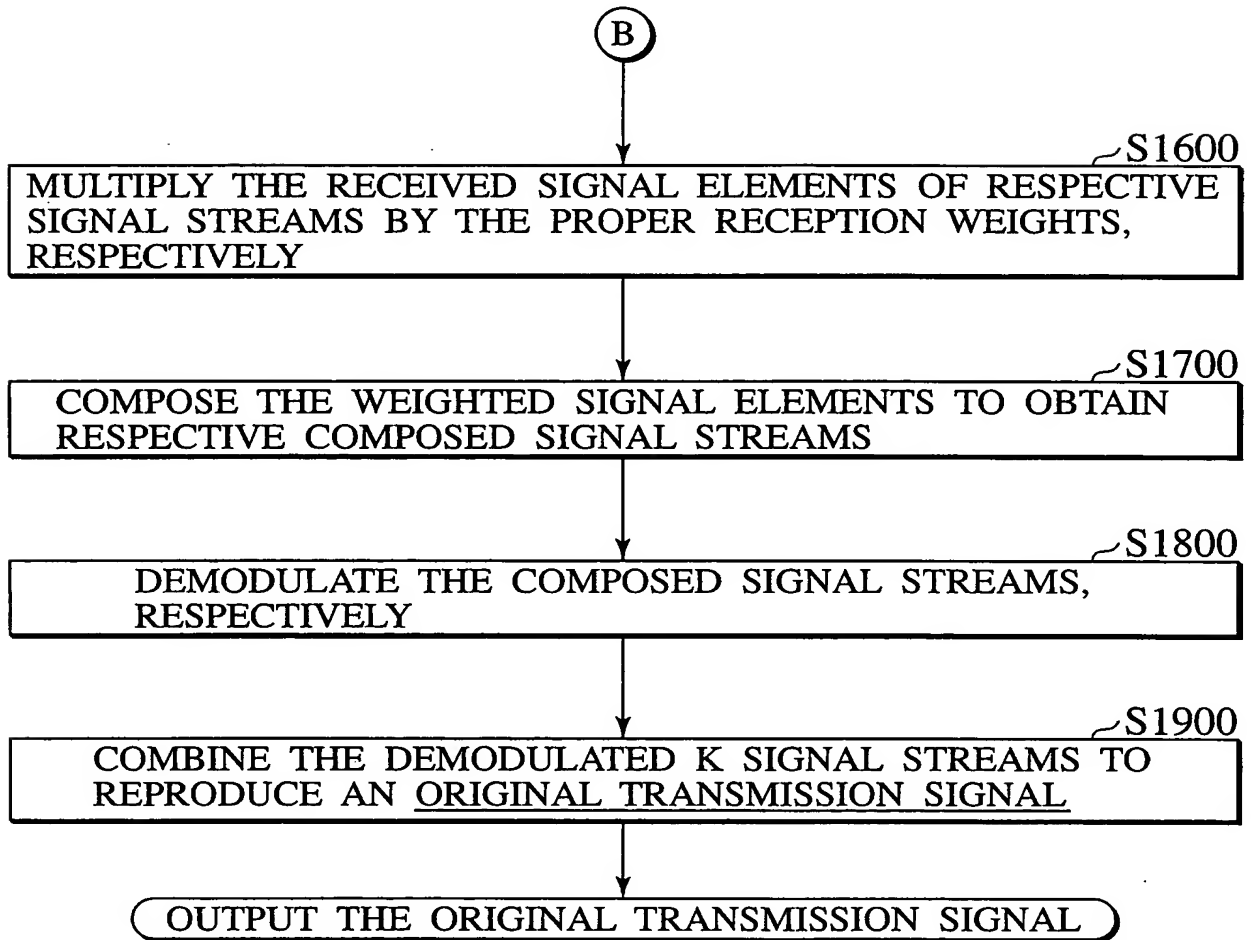 B
S1600
MULTIPLY THE RECEIVED SIGNAL ELEMENTS OF RESPECTIVE
SIGNAL STREAMS BY THE PROPER RECEPTION WEIGHTS,
RESPECTIVELY
S1700
COMPOSE THE WEIGHTED SIGNAL ELEMENTS TO OBTAIN
RESPECTIVE COMPOSED SIGNAL STREAMS
S1800
DEMODULATE THE COMPOSED SIGNAL STREAMS,
RESPECTIVELY
S1900
COMBINE THE DEMODULATED K SIGNAL STREAMS TO
REPRODUCE AN ORIGINAL TRANSMISSION SIGNAL
OUTPUT THE ORIGINAL TRANSMISSION SIGNAL